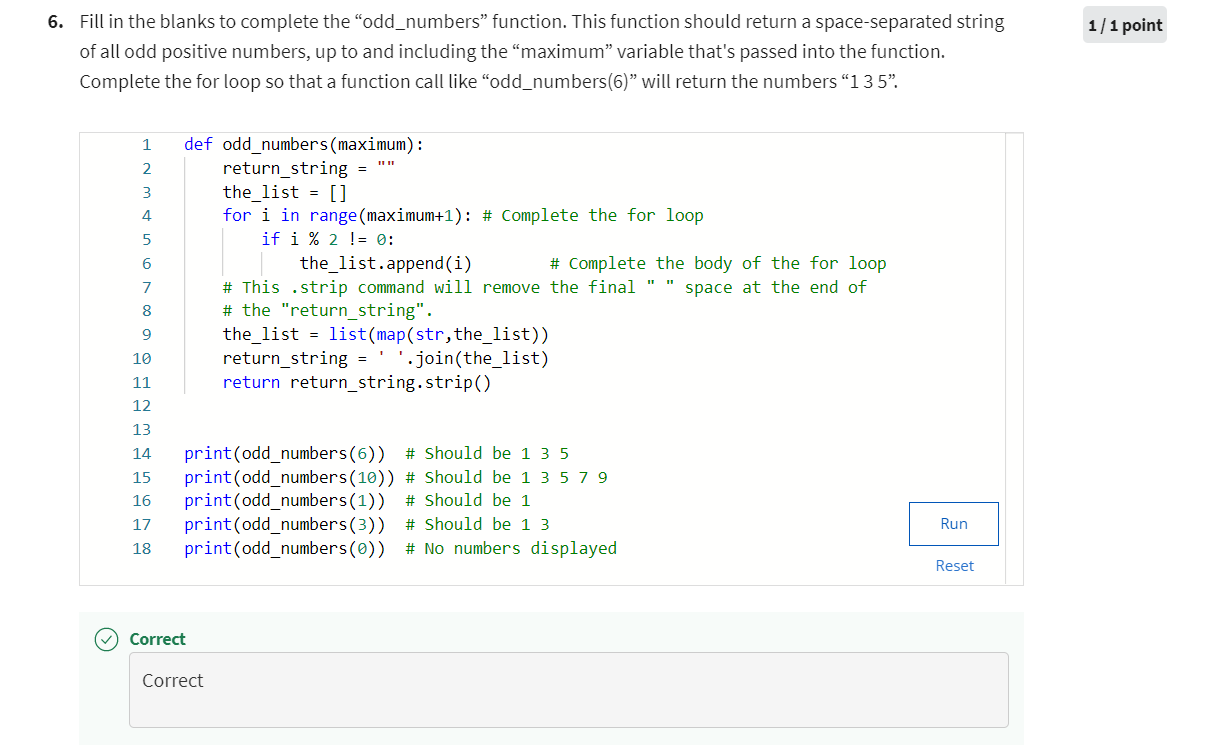 6. Fill in the blanks to complete the “odd_numbers” function. This function should return a space-separated string
1 / 1 point
of all odd positive numbers, up to and including the “maximum” variable that's passed into the function.
Complete the for loop so that a function call like “odd_numbers(6)” will return the numbers “1 3 5”.
1 def odd_numbers(maximum):
2 return_string = ""
3 the_list = []
4 for i in range(maximum+1): # Complete the for loop
5 if i % 2 != 0:
6 the_list.append(i) # Complete the body of the for loop
7 # This .strip command will remove the final " " space at the end of
8 # the "return_string".
9 the_list = list(map(str,the_list))
10 return_string = ' '.join(the_list)
11 return return_string.strip()
12
13
14 print(odd_numbers(6)) # Should be 1 3 5
15 print(odd_numbers(10)) # Should be 1 3 5 7 9
16 print(odd_numbers(1)) # Should be 1
17 print(odd_numbers(3)) # Should be 1 3
18 print(odd_numbers(0)) # No numbers displayed
Run
Reset
Correct
Correct